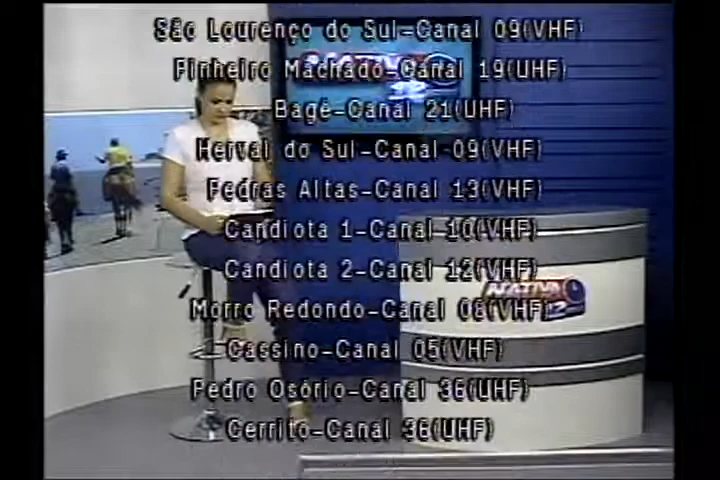 São Lourenço do Sul-Canal 09(VHF)
Pinheiro Machado-Canal 19(UHF)
Bagé-Canal 21(UHF)
Herval do Sul-Canal 09(VHF)
Pedras Altas-Canal 13(VHF)
Candiota 1-Canal 10(VHF)
Candiota 2-Canal 12(VHF)
NATIVA
Morro Redondo-Canal 08(VHF)
Cassino-Canal 05(VHF)
Pedro Osório-Canal 36(UHF)
Cerrito-Canal 36(UHF)